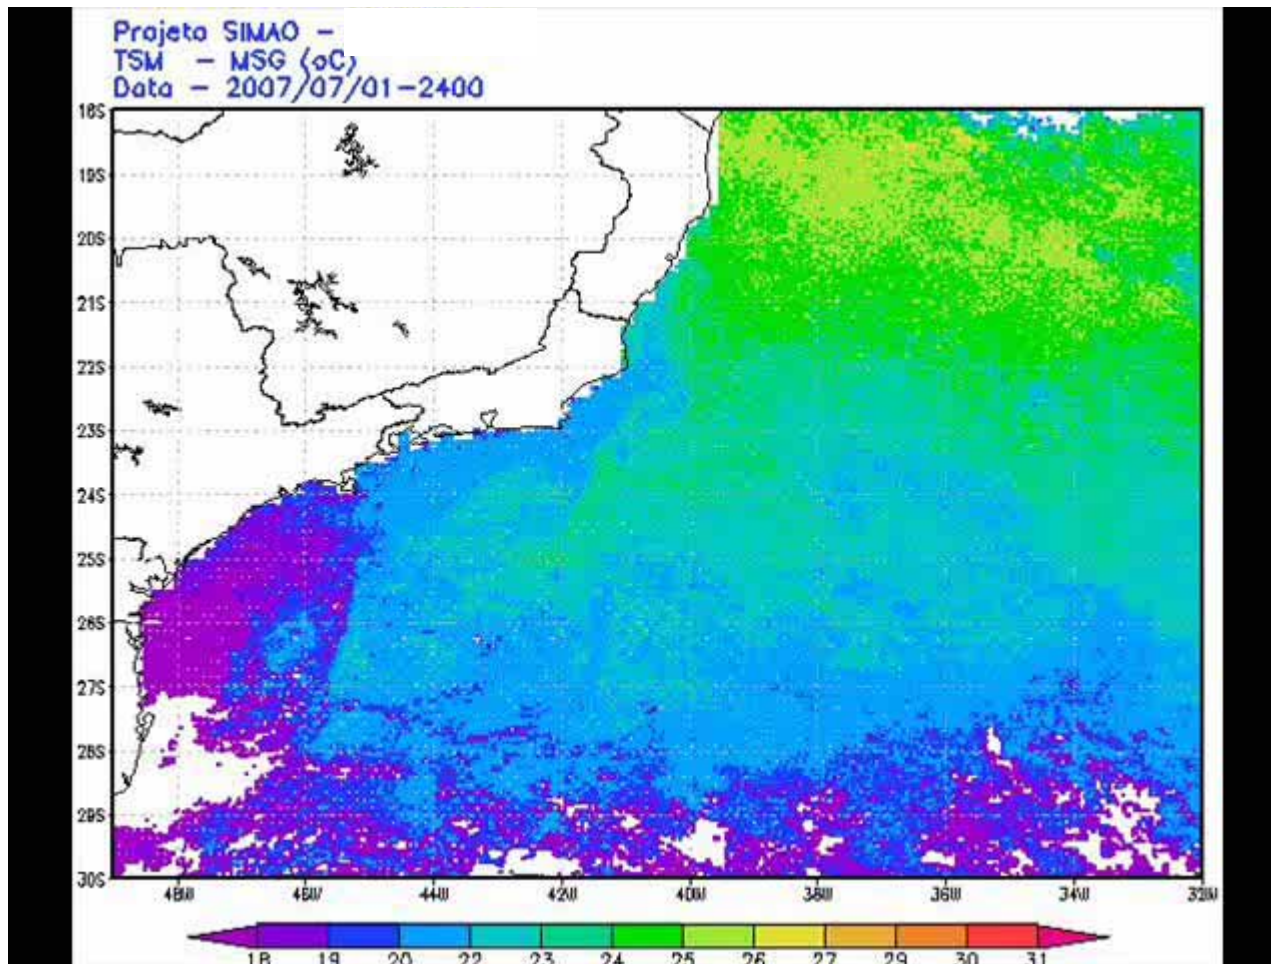 Projeto SIMAO -
TSM - MSG (oC)
Data - 2007/07/01-2400
18S
19S
20S
21S
22S
23S
24S
25S
26S
27S
28S
29S
30S
48W 46W 44W 42W 40W 38W 36W 34W 32W
18 19 20 22 23 24 25 26 27 29 30 31